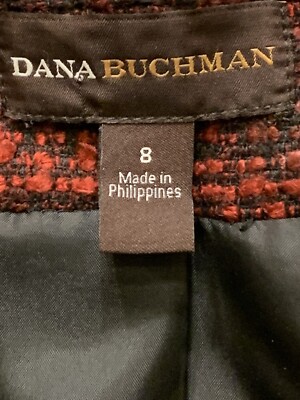 DANA BUCHMAN
8
Made in
Philippines